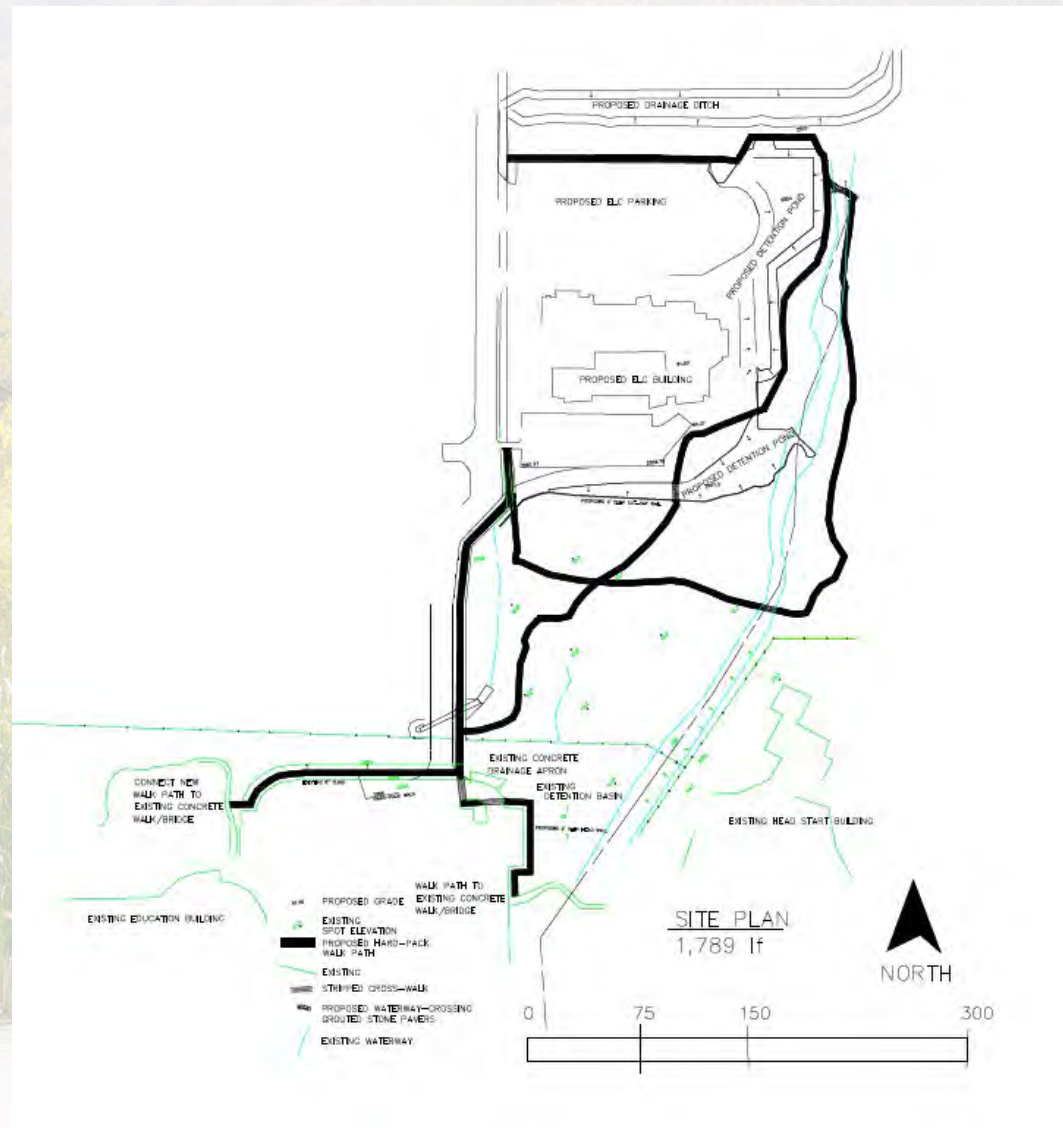 PROPOSED DRAINAGE DITCH
PROPOSED ELC PARKING
PROPOSED DETENTION POND
PROPOSED ELC BUILDING
PROPOSED DETENTION POND
EXISTING CONCRETE
DRAINAGE APRON
EXISTING
DETENTION BASIN
CONNECT NEW
WALK PATH TO
EXISTING CONCRETE
WALK/BRIDGE
EXISTING HEAD START BUILDING
EXISTING EDUCATION BUILDING
WALK PATH TO
EXISTING CONCRETE
WALK/BRIDGE
PROPOSED GRADE
EXISTING
SPOT ELEVATION
PROPOSED HARD-PACK
WALK PATH
EXISTING
STRIPPED CROSS-WALK
PROPOSED WATERWAY-CROSSING
GROUTED STONE PAVERS
EXISTING WATERWAY
SITE PLAN
1,789 lf
NORTH
0 75 150 300